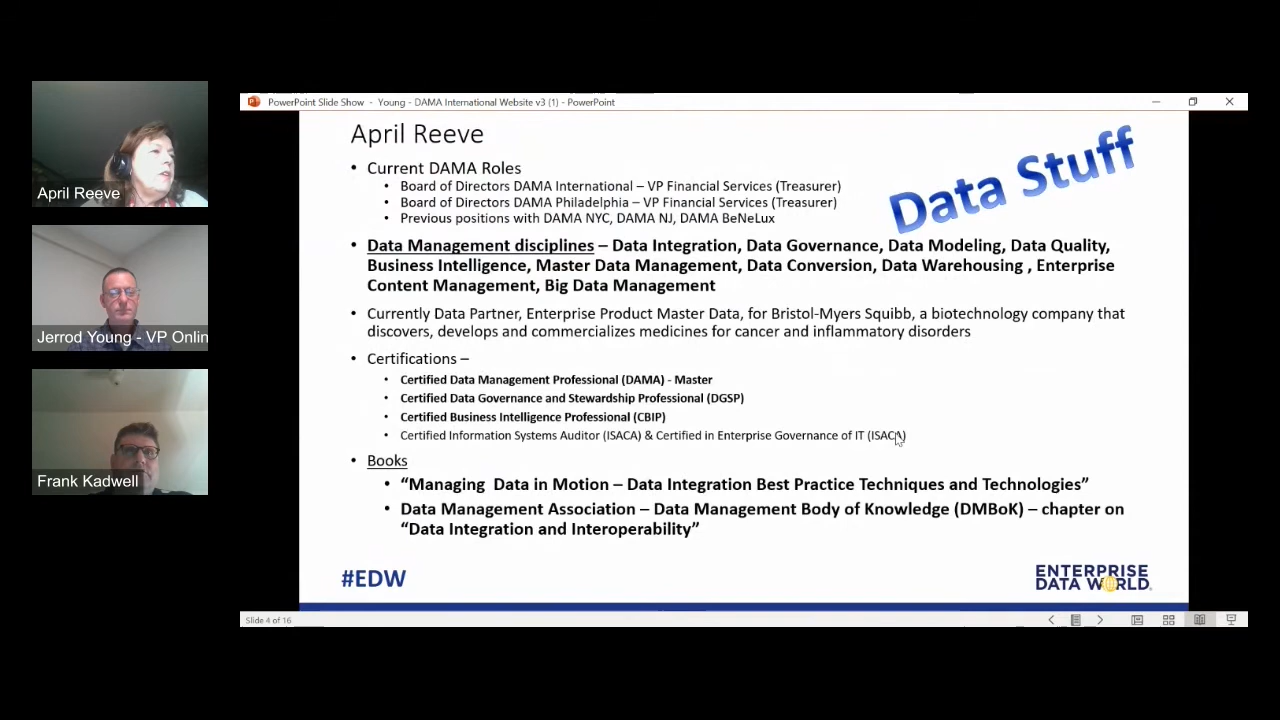 April Reeve
Jerrod Young - VP Onlin
Frank Kadwell
PowerPoint Slide Show - Young - DAMA International Website v3 (1) - PowerPoint
April Reeve
Data Stuff
• Current DAMA Roles
• Board of Directors DAMA International – VP Financial Services (Treasurer)
• Board of Directors DAMA Philadelphia – VP Financial Services (Treasurer)
• Previous positions with DAMA NYC, DAMA NJ, DAMA BeNeLux
• Data Management disciplines – Data Integration, Data Governance, Data Modeling, Data Quality,
Business Intelligence, Master Data Management, Data Conversion, Data Warehousing , Enterprise
Content Management, Big Data Management
• Currently Data Partner, Enterprise Product Master Data, for Bristol-Myers Squibb, a biotechnology company that
discovers, develops and commercializes medicines for cancer and inflammatory disorders
• Certifications –
• Certified Data Management Professional (DAMA) - Master
• Certified Data Governance and Stewardship Professional (DGSP)
• Certified Business Intelligence Professional (CBIP)
• Certified Information Systems Auditor (ISACA) & Certified in Enterprise Governance of IT (ISACA)
• Books
• “Managing Data in Motion – Data Integration Best Practice Techniques and Technologies”
• Data Management Association – Data Management Body of Knowledge (DMBoK) – chapter on
“Data Integration and Interoperability”
#EDW
ENTERPRISE
DATA WORLD
Slide 4 of 16